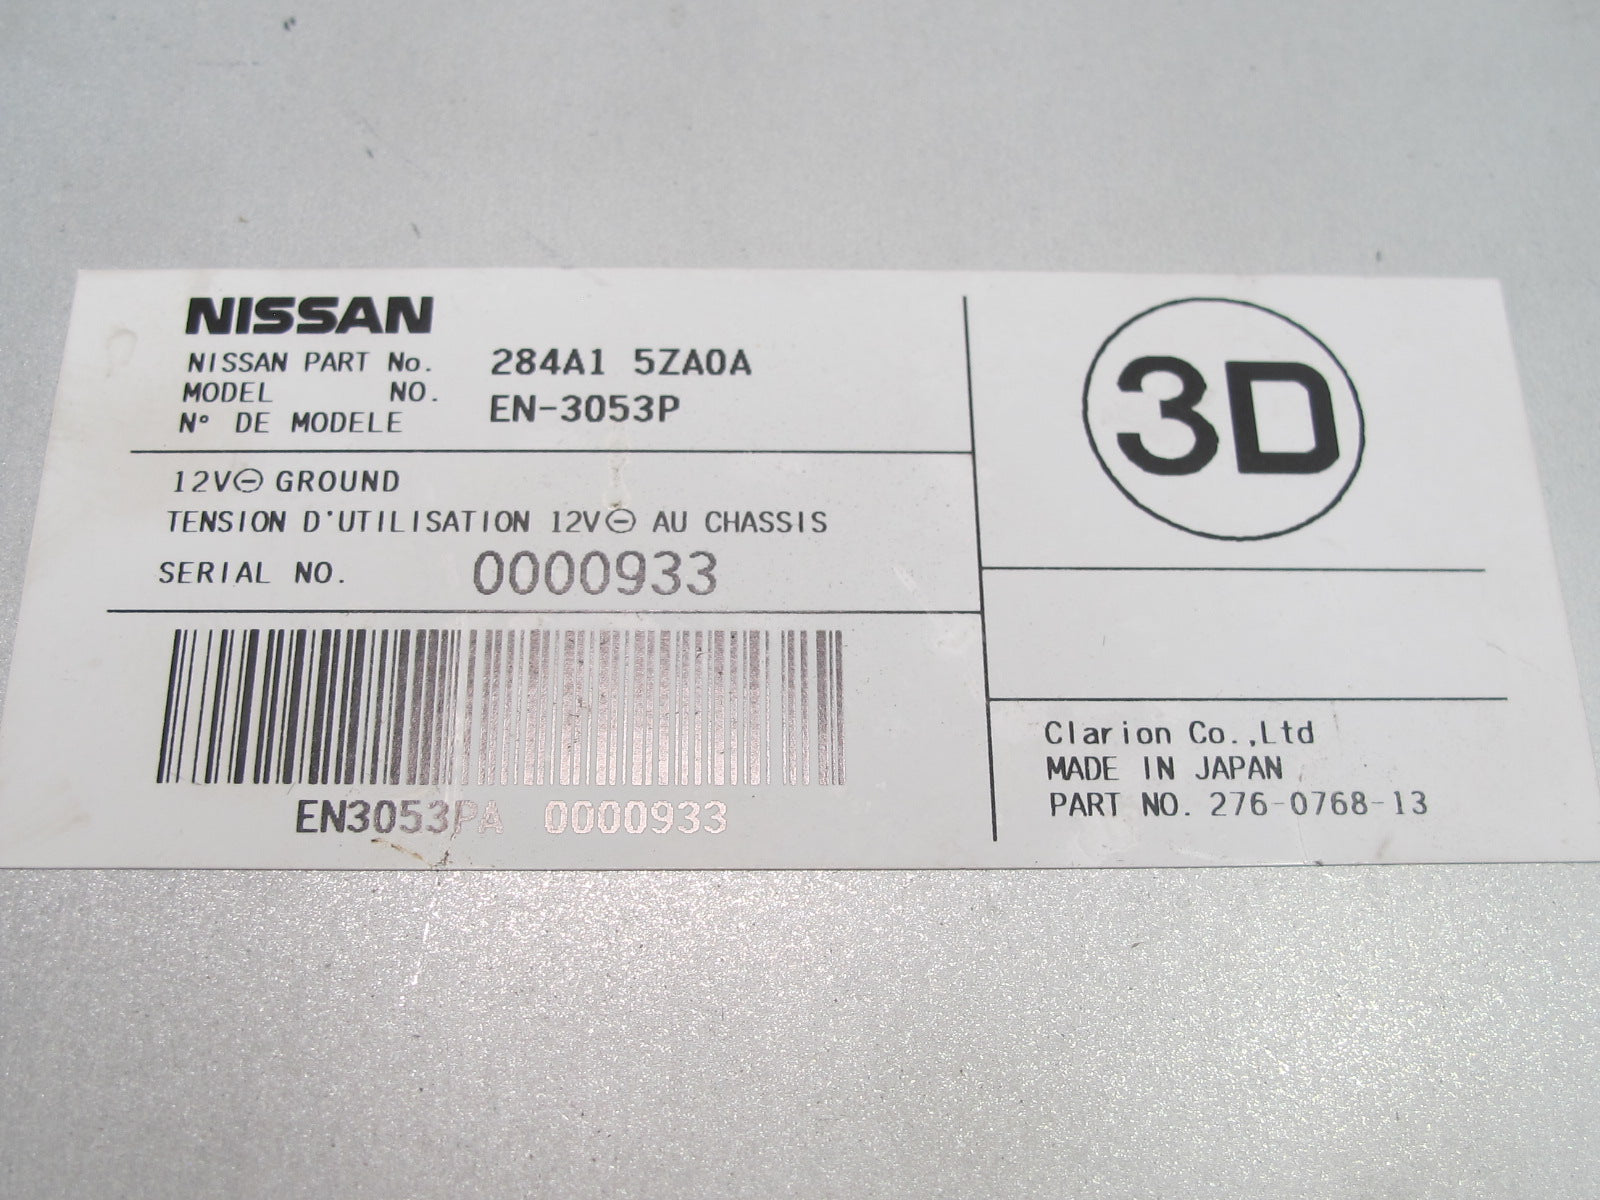 NISSAN
NISSAN PART No. 284A1 5ZA0A
MODEL NO.
N° DE MODELE EN-3053P
12V⊖ GROUND
TENSION D'UTILISATION 12V⊖ AU CHASSIS
SERIAL NO. 0000933
EN3053PA 0000933
3D
Clarion Co.,Ltd
MADE IN JAPAN
PART NO. 276-0768-13